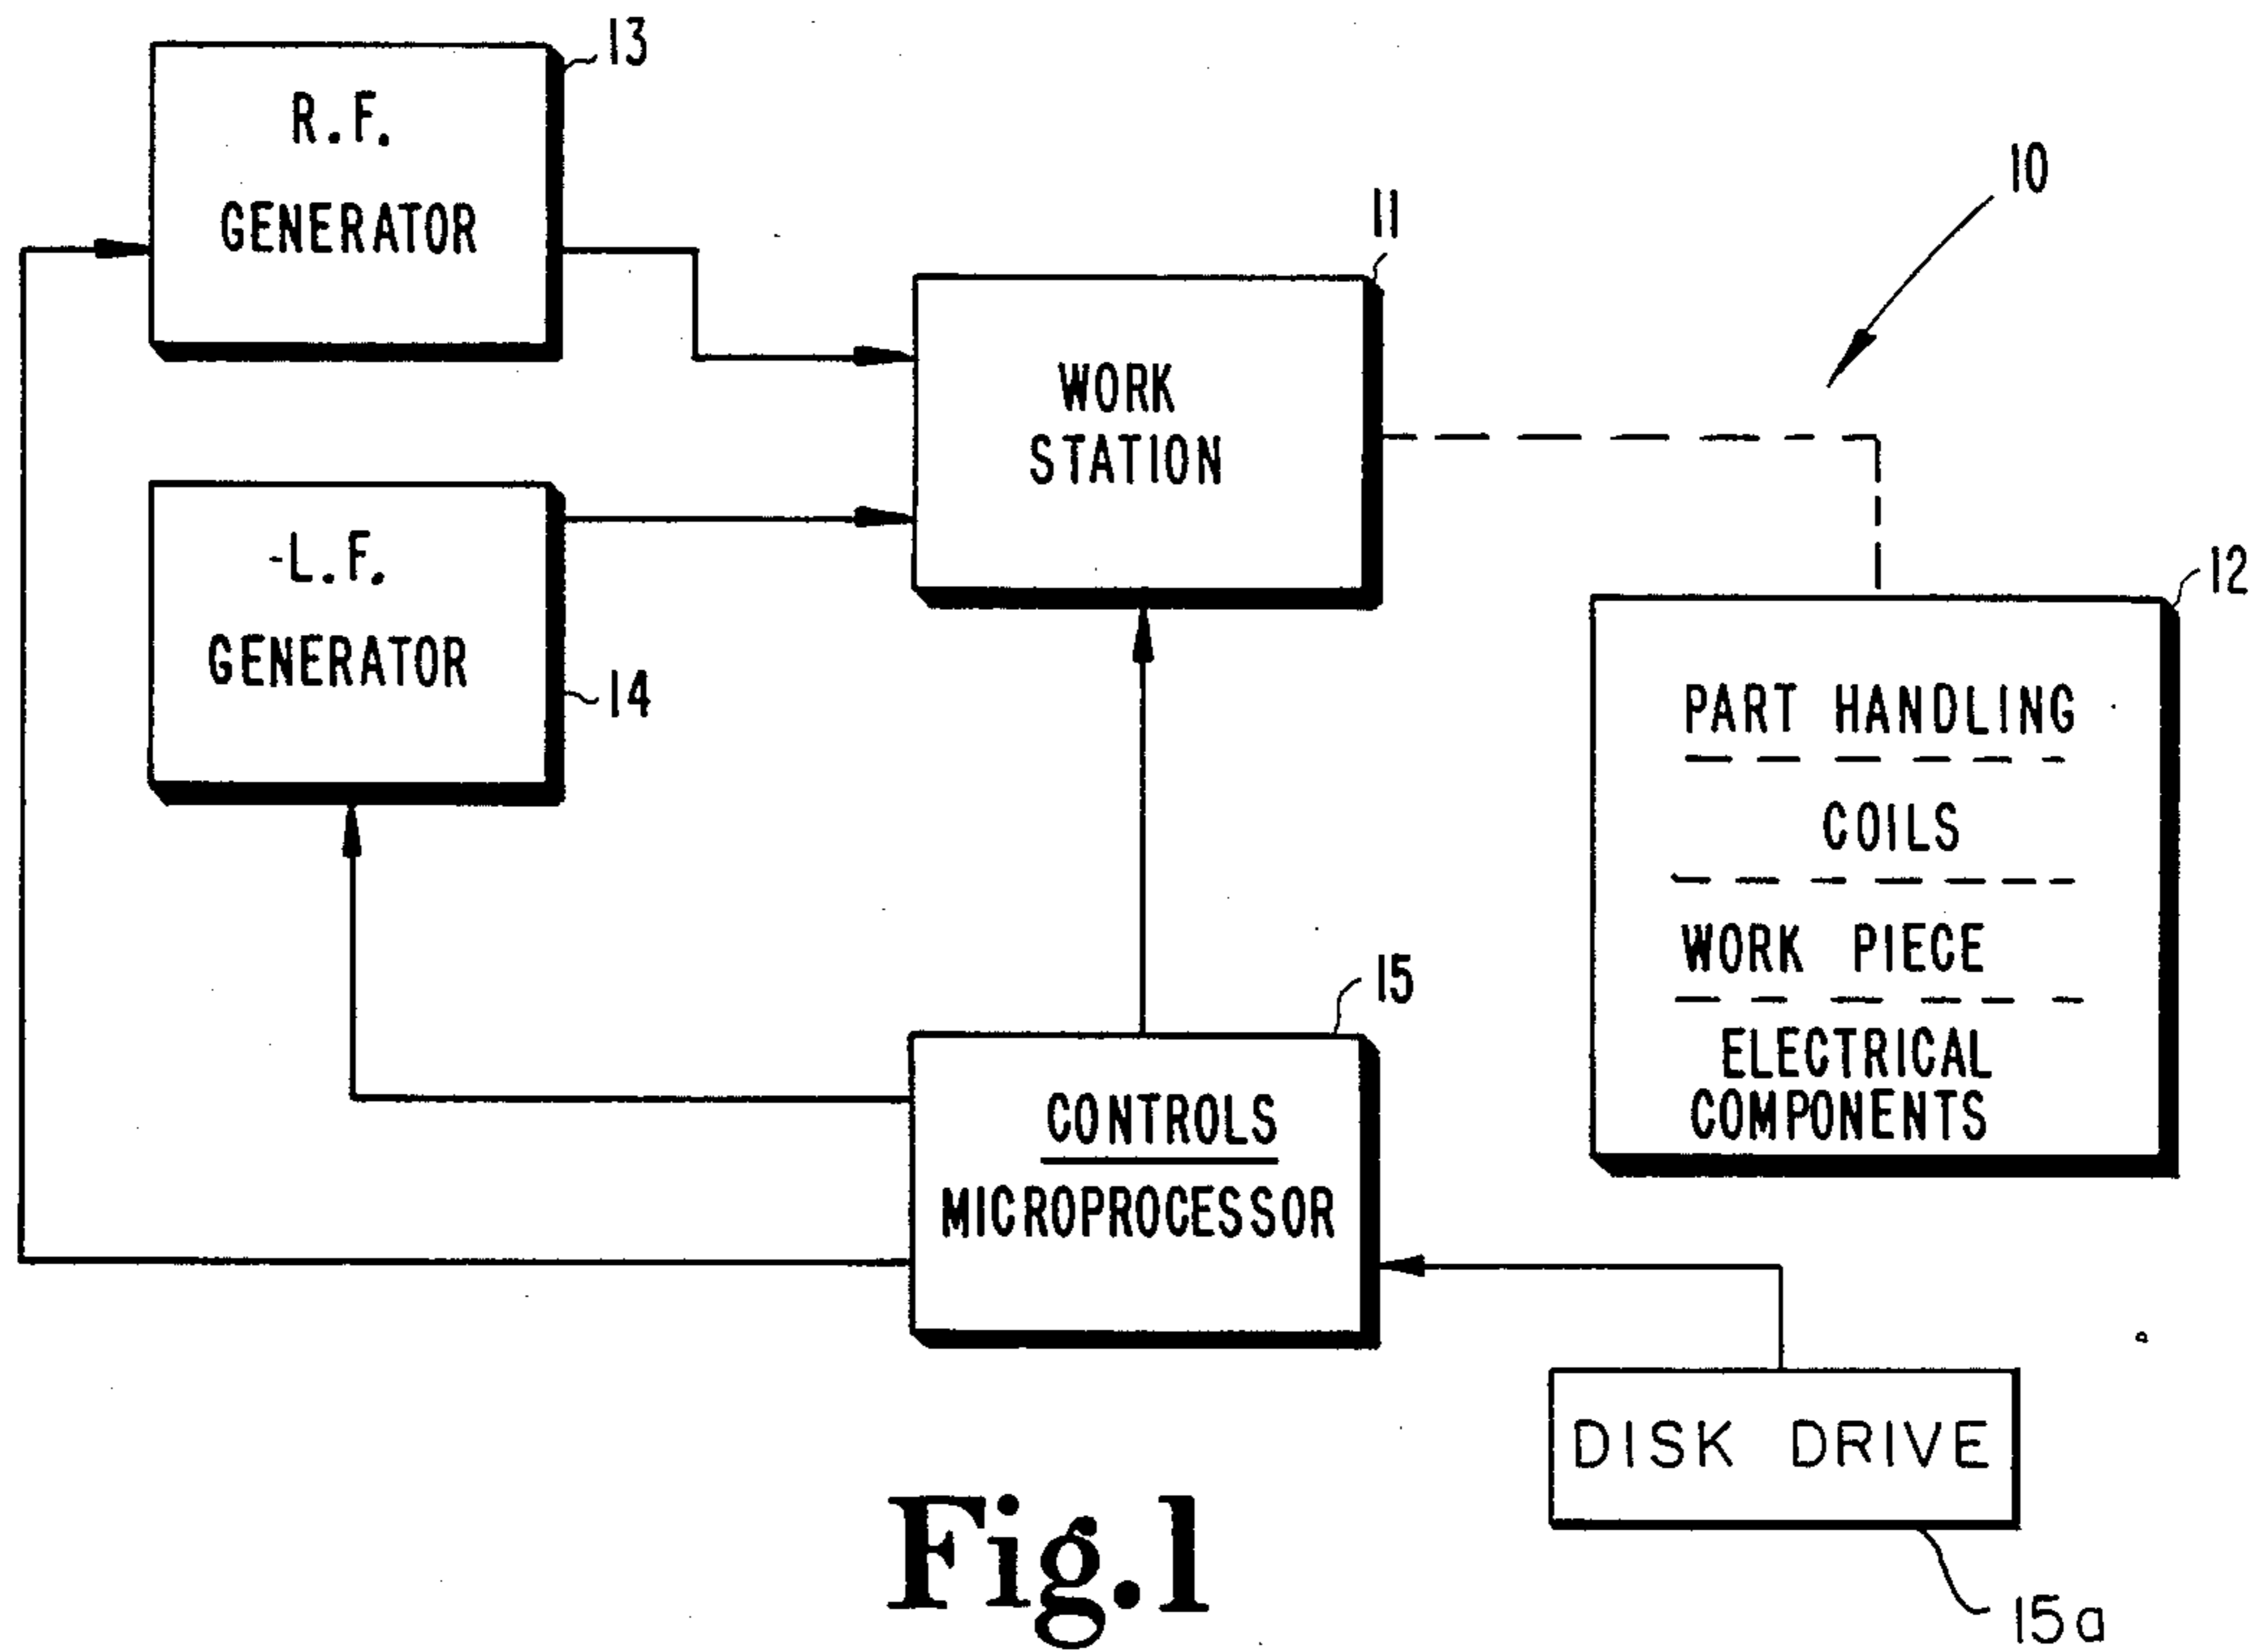 13
R.F.
GENERATOR
10
11
WORK
STATION
-L.F.
GENERATOR
14
12
PART HANDLING
COILS
WORK PIECE
ELECTRICAL
COMPONENTS
15
CONTROLS
MICROPROCESSOR
DISK DRIVE
15a
Fig.1